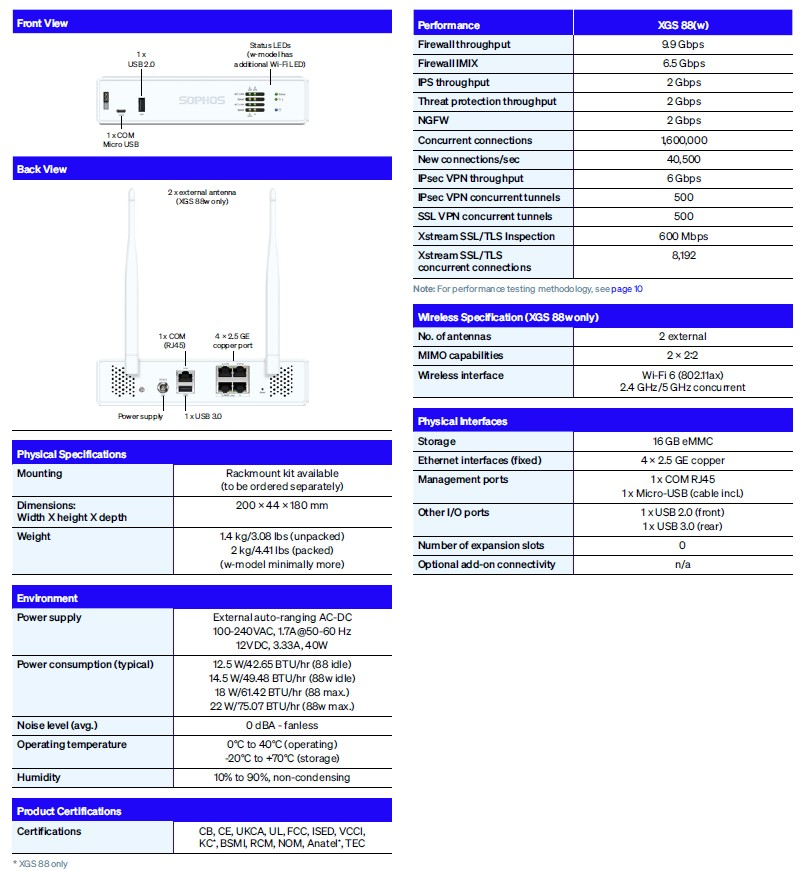 Front View
1 x
USB 2.0
Status LEDs
(w-model has
additional Wi-Fi LED)
SOPHOS
1 x COM
Micro USB
Back View
2 x external antenna
(XGS 88w only)
1 x COM
(RJ45)
4 × 2.5 GE
copper port
Power supply
1 x USB 3.0
Physical Specifications
Mounting
Rackmount kit available
(to be ordered separately)
Dimensions:
Width X height X depth
200 × 44 × 180 mm
Weight
1.4 kg/3.08 lbs (unpacked)
2 kg/4.41 lbs (packed)
(w-model minimally more)
Environment
Power supply
External auto-ranging AC-DC
100-240VAC, 1.7A@50-60 Hz
12VDC, 3.33A, 40W
Power consumption (typical)
12.5 W/42.65 BTU/hr (88 idle)
14.5 W/49.48 BTU/hr (88w idle)
18 W/61.42 BTU/hr (88 max.)
22 W/75.07 BTU/hr (88w max.)
Noise level (avg.)
0 dBA - fanless
Operating temperature
0°C to 40°C (operating)
-20°C to +70°C (storage)
Humidity
10% to 90%, non-condensing
Product Certifications
Certifications
CB, CE, UKCA, UL, FCC, ISED, VCCI,
KC*, BSMI, RCM, NOM, Anatel*, TEC
* XGS 88 only
Performance XGS 88(w)
Firewall throughput 9.9 Gbps
Firewall IMIX 6.5 Gbps
IPS throughput 2 Gbps
Threat protection throughput 2 Gbps
NGFW 2 Gbps
Concurrent connections 1,600,000
New connections/sec 40,500
IPsec VPN throughput 6 Gbps
IPsec VPN concurrent tunnels 500
SSL VPN concurrent tunnels 500
Xstream SSL/TLS Inspection 600 Mbps
Xstream SSL/TLS
concurrent connections
8,192
Note: For performance testing methodology, see page 10
Wireless Specification (XGS 88w only)
No. of antennas 2 external
MIMO capabilities 2 × 2:2
Wireless interface
Wi-Fi 6 (802.11ax)
2.4 GHz/5 GHz concurrent
Physical Interfaces
Storage 16 GB eMMC
Ethernet interfaces (fixed) 4 × 2.5 GE copper
Management ports
1 x COM RJ45
1 x Micro-USB (cable incl.)
Other I/O ports
1 x USB 2.0 (front)
1 x USB 3.0 (rear)
Number of expansion slots 0
Optional add-on connectivity n/a